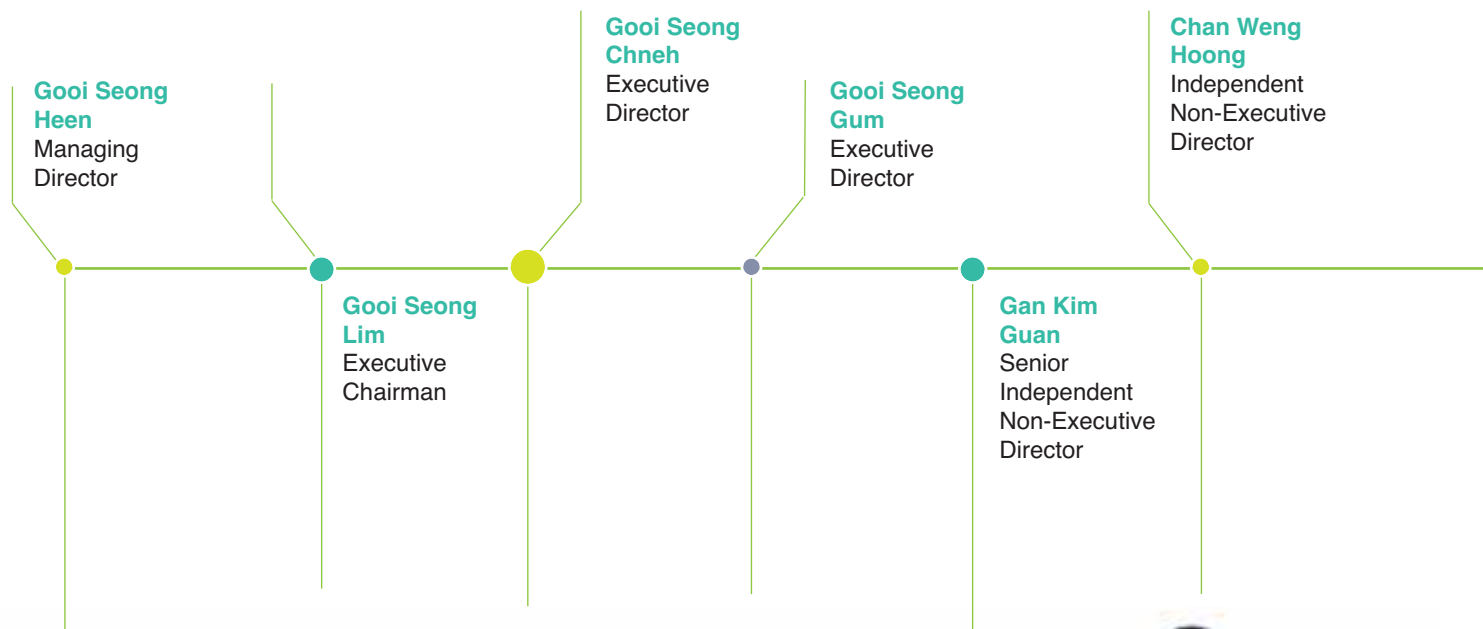 Gooi Seong
Heen
Managing
Director
Gooi Seong
Lim
Executive
Chairman
Gooi Seong
Chneh
Executive
Director
Gooi Seong
Gum
Executive
Director
Gan Kim
Guan
Senior
Independent
Non-Executive
Director
Chan Weng
Hoong
Independent
Non-Executive
Director